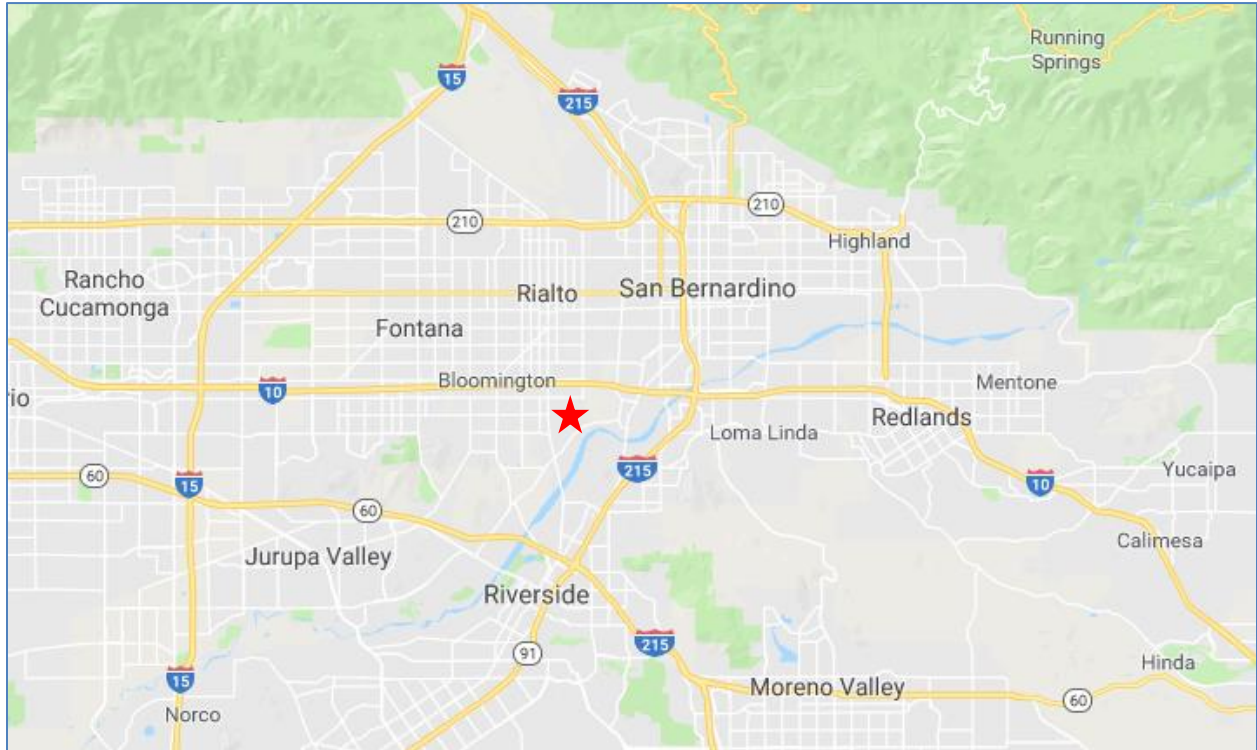 Running
Springs
15
215
210
210
Highland
Rancho
Cucamonga
Rialto
San Bernardino
Fontana
Bloomington
10
Mentone
rio
Redlands
Loma Linda
215
60
15
Yucaipa
10
60
Jurupa Valley
Calimesa
Riverside
91
215
Hinda
15
Moreno Valley
60
Norco